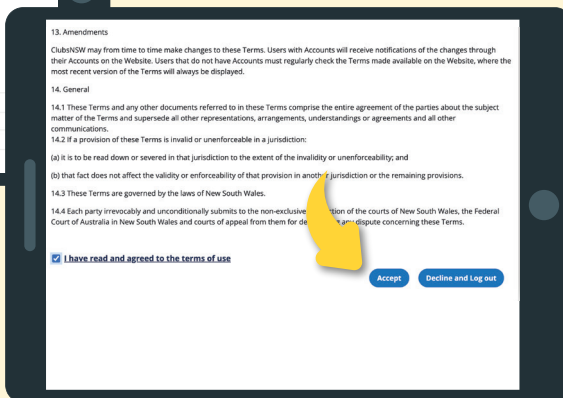 13. Amendments
ClubsNSW may from time to time make changes to these Terms. Users with Accounts will receive notifications of the changes through
their Accounts on the Website. Users that do not have Accounts must regularly check the Terms made available on the Website, where the
most recent version of the Terms will always be displayed.
14. General
14.1 These Terms and any other documents referred to in these Terms comprise the entire agreement of the parties about the subject
matter of the Terms and supersede all other representations, arrangements, understandings or agreements and all other
communications.
14.2 If a provision of these Terms is invalid or unenforceable in a jurisdiction:
(a) it is to be read down or severed in that jurisdiction to the extent of the invalidity or unenforceability; and
(b) that fact does not affect the validity or enforceability of that provision in another jurisdiction or the remaining provisions.
14.3 These Terms are governed by the laws of New South Wales.
14.4 Each party irrevocably and unconditionally submits to the non-exclusive of the courts of New South Wales, the Federal
Court of Australia in New South Wales and courts of appeal from them for any dispute concerning these Terms.
I have read and agreed to the terms of use
Accept
Decline and Log out